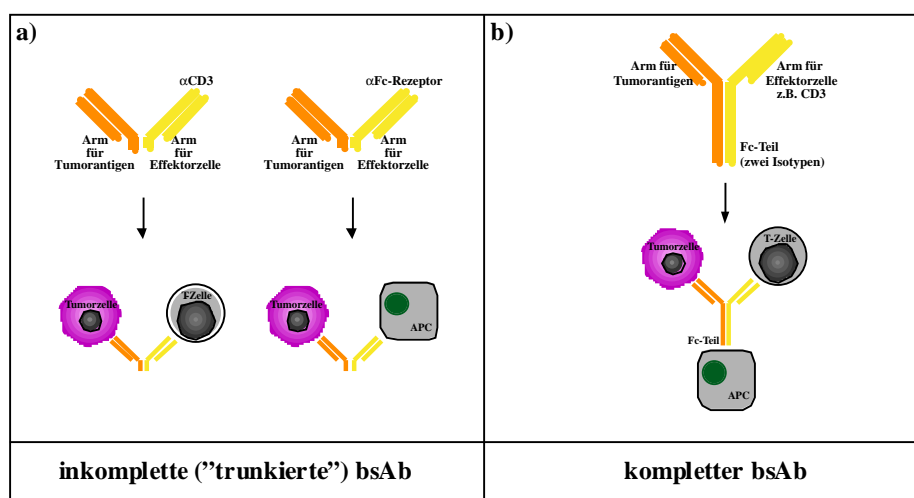 a)
αCD3
Arm
für
Tumorantigen
Arm
für
Effektorzelle
αFc-Rezeptor
Arm
für
Tumorantigen
Arm
für
Effektorzelle
Tumorzelle
T-Zelle
Tumorzelle
APC
inkomplette (”trunkierte”) bsAb
b)
Arm für
Tumorantigen
Arm für
Effektorzelle
z.B. CD3
Fc-Teil
(zwei Isotypen)
Tumorzelle
T-Zelle
Fc-Teil
APC
kompletter bsAb